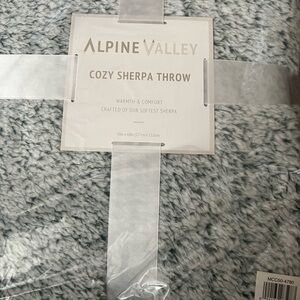 ALPINE VALLEY
COZY SHERPA THROW
WARMTH & COMFORT
CRAFTED OF OUR SOFTEST SHERPA